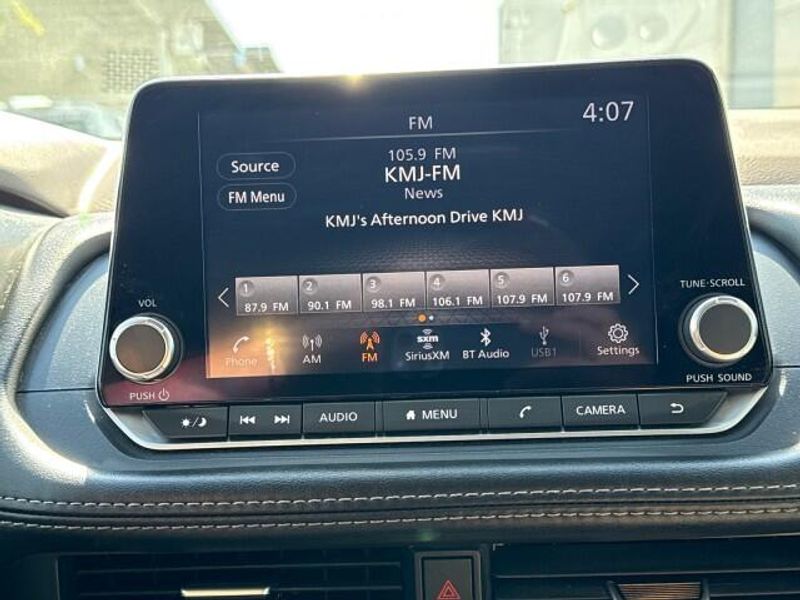 FM
4:07
105.9 FM
Source
KMJ-FM
FM Menu
News
KMJ's Afternoon Drive KMJ
1 2 3 4 5 6
87.9 FM 90.1 FM 98.1 FM 106.1 FM 107.9 FM 107.9 FM
VOL
TUNE·SCROLL
sxm
Phone AM FM SiriusXM BT Audio USB1 Settings
PUSH
PUSH SOUND
AUDIO MENU CAMERA